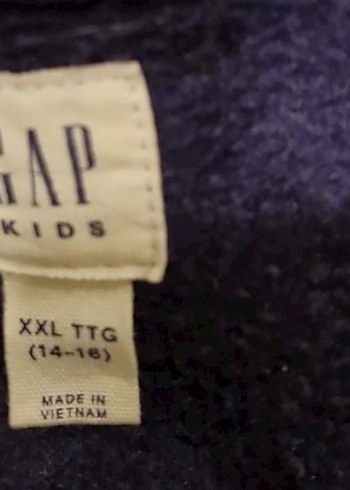 GAP
KIDS
XXL TTG
(14-16)
MADE IN
VIETNAM